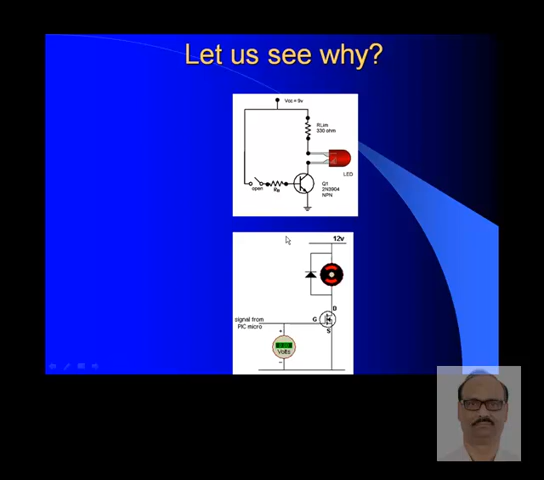 Let us see why?
Vcc = 9v
RLim
330 ohm
LED
open
RB
Q1
2N3904
NPN
12v
D
signal from
PIC micro
G
S
+
Volts
-